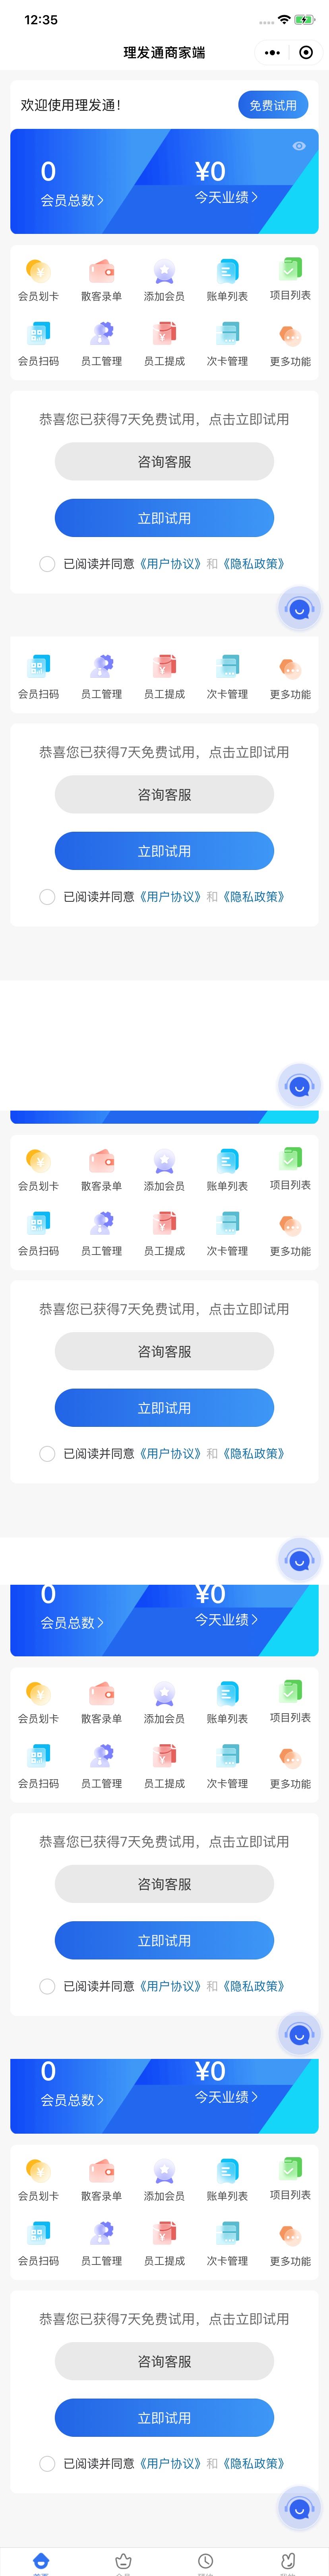 12:35
理发通商家端
欢迎使用理发通！
免费试用
0
¥0
会员总数
今天业绩
会员划卡 散客录单 添加会员 账单列表 项目列表
会员扫码 员工管理 员工提成 次卡管理 更多功能
恭喜您已获得7天免费试用，点击立即试用
咨询客服
立即试用
已阅读并同意《用户协议》和《隐私政策》
会员扫码 员工管理 员工提成 次卡管理 更多功能
恭喜您已获得7天免费试用，点击立即试用
咨询客服
立即试用
已阅读并同意《用户协议》和《隐私政策》
会员划卡 散客录单 添加会员 账单列表 项目列表
会员扫码 员工管理 员工提成 次卡管理 更多功能
恭喜您已获得7天免费试用，点击立即试用
咨询客服
立即试用
已阅读并同意《用户协议》和《隐私政策》
0
¥0
会员总数
今天业绩
会员划卡 散客录单 添加会员 账单列表 项目列表
会员扫码 员工管理 员工提成 次卡管理 更多功能
恭喜您已获得7天免费试用，点击立即试用
咨询客服
立即试用
已阅读并同意《用户协议》和《隐私政策》
0
¥0
会员总数
今天业绩
会员划卡 散客录单 添加会员 账单列表 项目列表
会员扫码 员工管理 员工提成 次卡管理 更多功能
恭喜您已获得7天免费试用，点击立即试用
咨询客服
立即试用
已阅读并同意《用户协议》和《隐私政策》